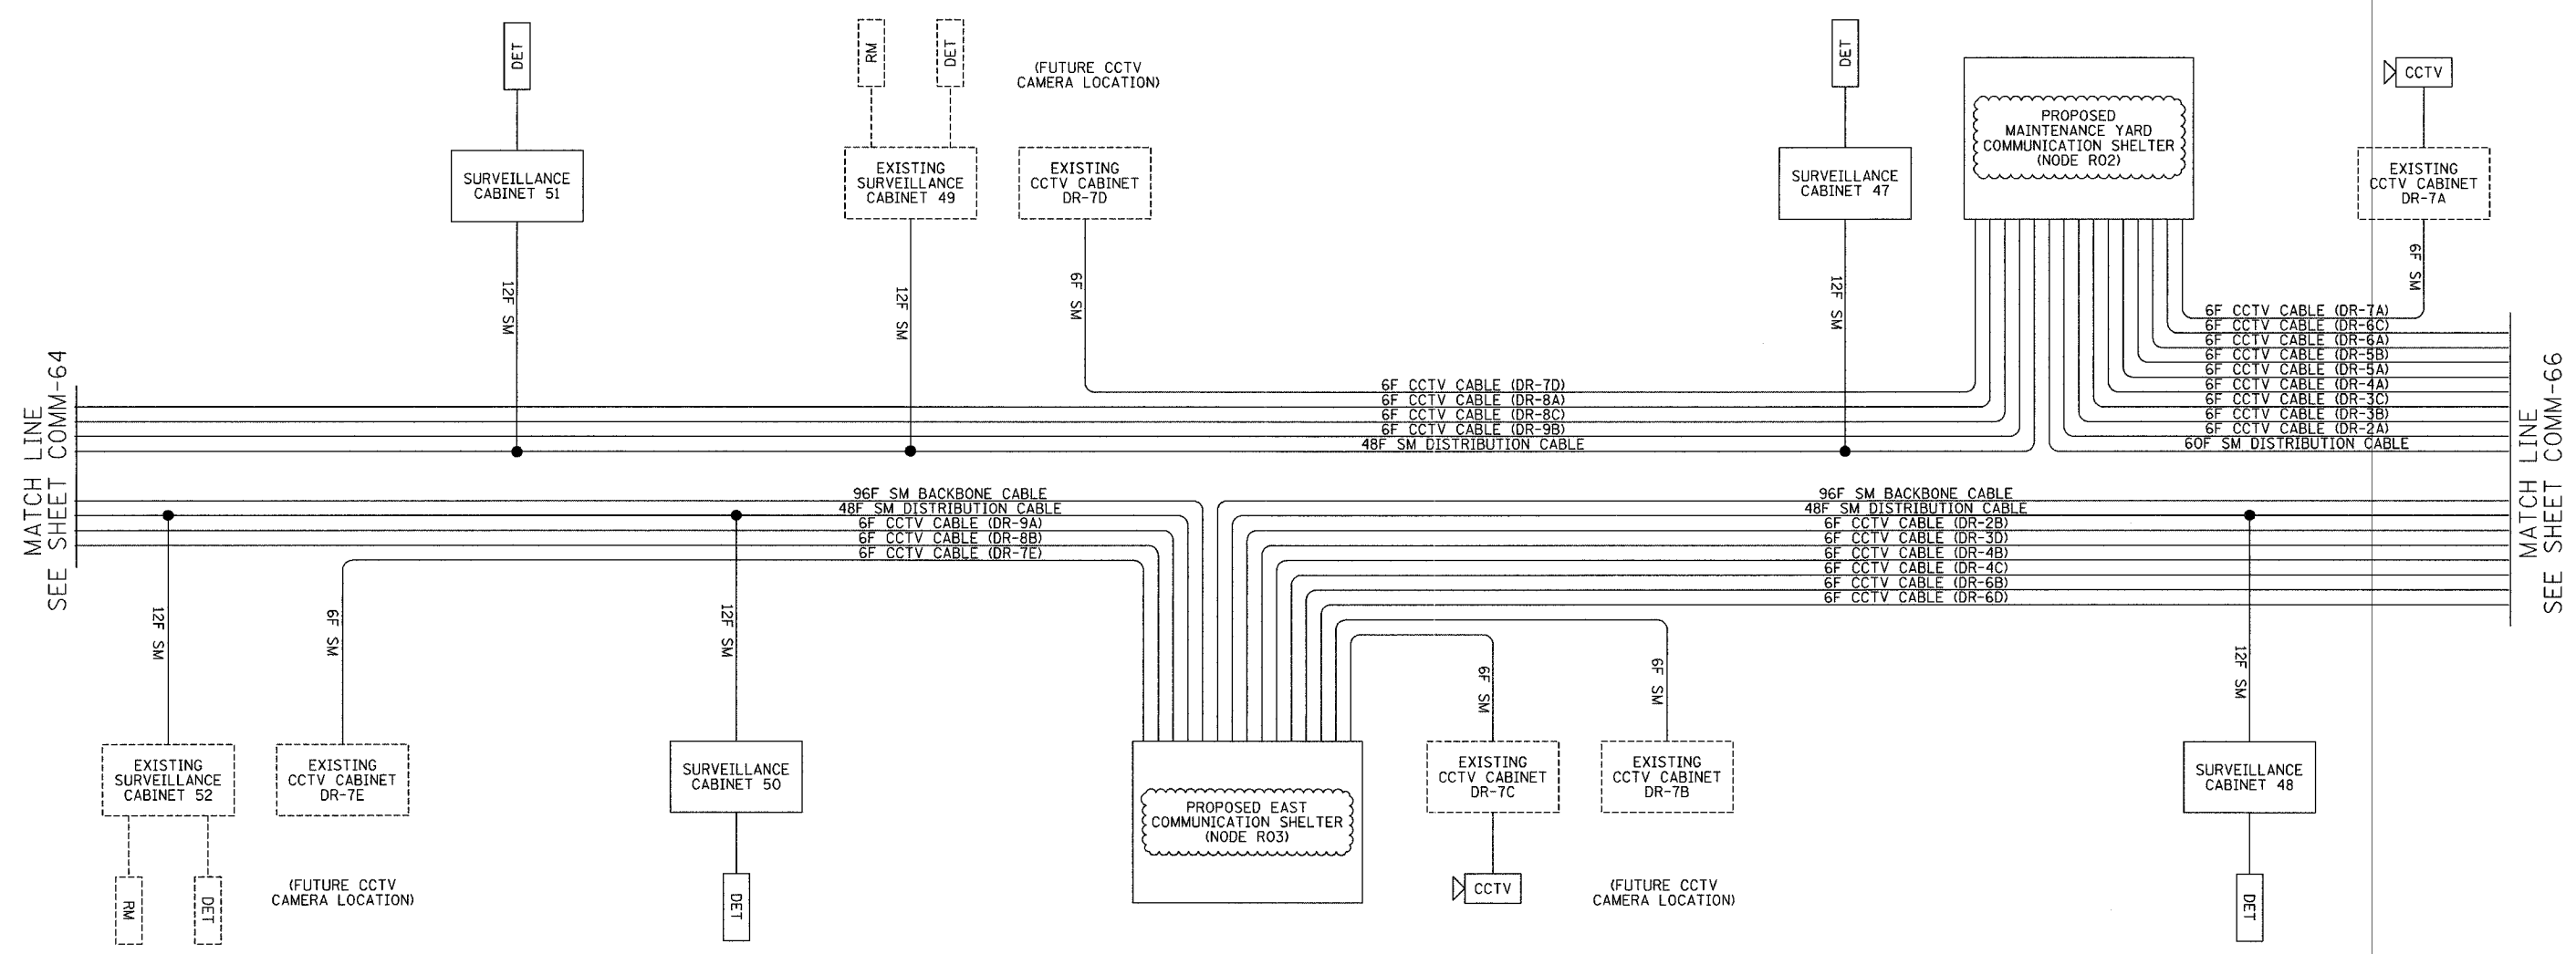 DET
RM
DET
(FUTURE CCTV
CAMERA LOCATION)
DET
CCTV
SURVEILLANCE
CABINET 51
EXISTING
SURVEILLANCE
CABINET 49
EXISTING
CCTV CABINET
DR-7D
SURVEILLANCE
CABINET 47
PROPOSED
MAINTENANCE YARD
COMMUNICATION SHELTER
(NODE R02)
EXISTING
CCTV CABINET
DR-7A
12F SM
12F SM
6F SM
12F SM
6F SM
6F CCTV CABLE (DR-7A)
6F CCTV CABLE (DR-6C)
6F CCTV CABLE (DR-6A)
6F CCTV CABLE (DR-5B)
6F CCTV CABLE (DR-5A)
6F CCTV CABLE (DR-4A)
6F CCTV CABLE (DR-3C)
6F CCTV CABLE (DR-3B)
6F CCTV CABLE (DR-2A)
60F SM DISTRIBUTION CABLE
6F CCTV CABLE (DR-7D)
6F CCTV CABLE (DR-8A)
6F CCTV CABLE (DR-8C)
6F CCTV CABLE (DR-9B)
48F SM DISTRIBUTION CABLE
MATCH LINE
SEE SHEET COMM-64
MATCH LINE
SEE SHEET COMM-66
96F SM BACKBONE CABLE
48F SM DISTRIBUTION CABLE
6F CCTV CABLE (DR-9A)
6F CCTV CABLE (DR-8B)
6F CCTV CABLE (DR-7E)
96F SM BACKBONE CABLE
48F SM DISTRIBUTION CABLE
6F CCTV CABLE (DR-2B)
6F CCTV CABLE (DR-3D)
6F CCTV CABLE (DR-4B)
6F CCTV CABLE (DR-4C)
6F CCTV CABLE (DR-6B)
6F CCTV CABLE (DR-6D)
12F SM
6F SM
12F SM
6F SM
6F SM
12F SM
EXISTING
SURVEILLANCE
CABINET 52
EXISTING
CCTV CABINET
DR-7E
SURVEILLANCE
CABINET 50
PROPOSED EAST
COMMUNICATION SHELTER
(NODE R03)
EXISTING
CCTV CABINET
DR-7C
EXISTING
CCTV CABINET
DR-7B
SURVEILLANCE
CABINET 48
RM
DET
(FUTURE CCTV
CAMERA LOCATION)
DET
CCTV
(FUTURE CCTV
CAMERA LOCATION)
DET